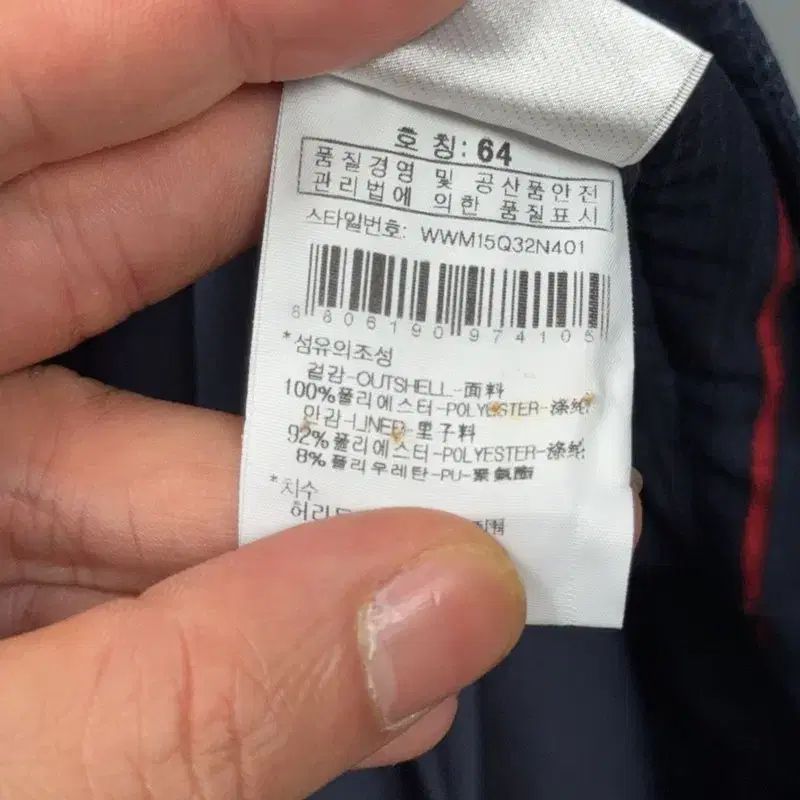 호 칭: 64
품질경영 및 공산품안전
관리법에 의한 품질표시
스타일번호: WWM15Q32N401
8 806190 974105
*섬유의조성
겉감-OUTSHELL-面料
100%폴리에스터-POLYESTER-涤纶
안감-LINED-里子料
92%폴리에스터-POLYESTER-涤纶
8%폴리우레탄-PU-聚氨酯
*치수